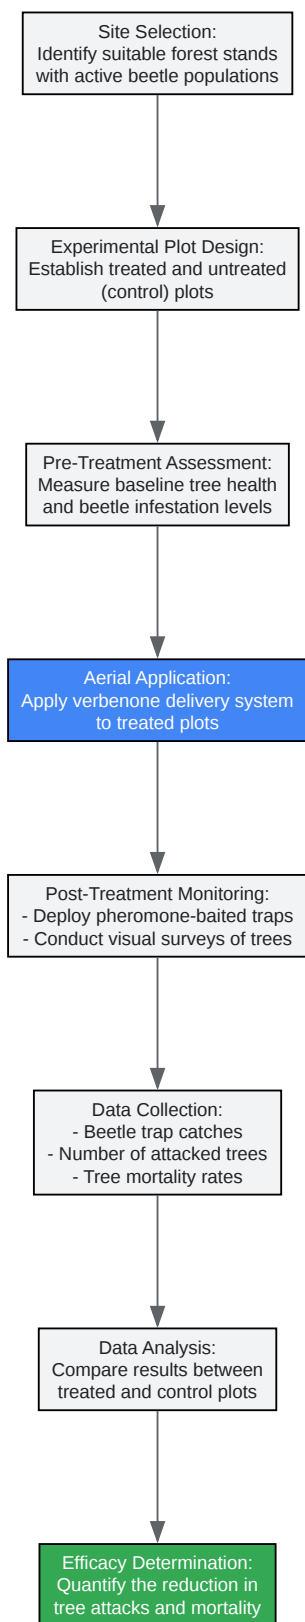 Site Selection:
Identify suitable forest stands
with active beetle populations
Experimental Plot Design:
Establish treated and untreated
(control) plots
Pre-Treatment Assessment:
Measure baseline tree health
and beetle infestation levels
Aerial Application:
Apply verbenone delivery system
to treated plots
Post-Treatment Monitoring:
- Deploy pheromone-baited traps
- Conduct visual surveys of trees
Data Collection:
- Beetle trap catches
- Number of attacked trees
- Tree mortality rates
Data Analysis:
Compare results between
treated and control plots
Efficacy Determination:
Quantify the reduction in
tree attacks and mortality